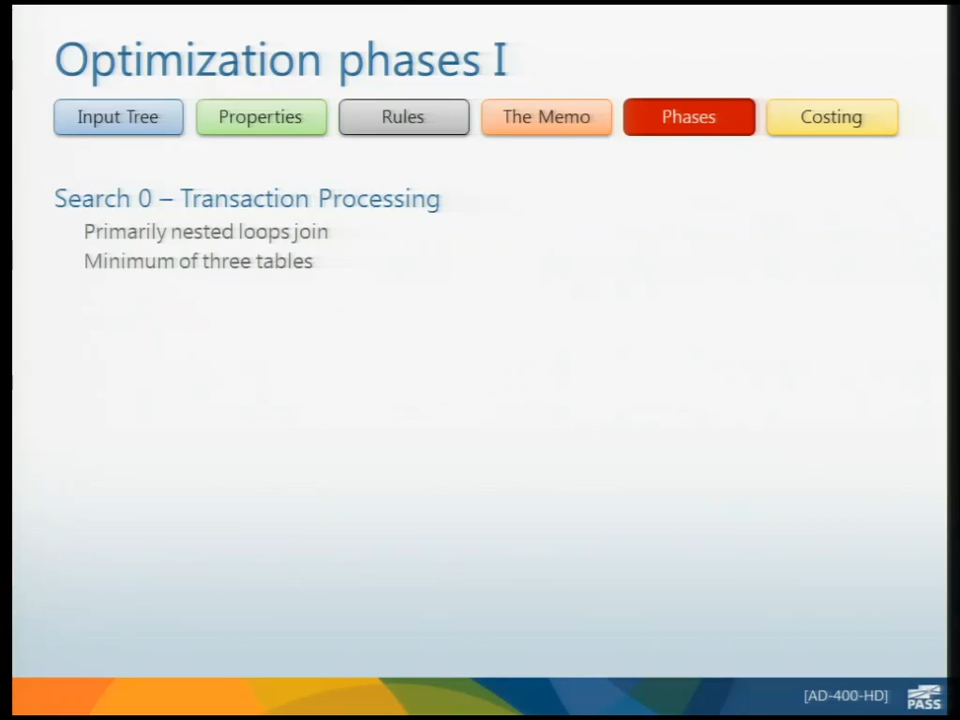 Optimization phases I
Input Tree Properties Rules The Memo Phases Costing
Search 0 – Transaction Processing
Primarily nested loops join
Minimum of three tables
[AD-400-HD] PASS